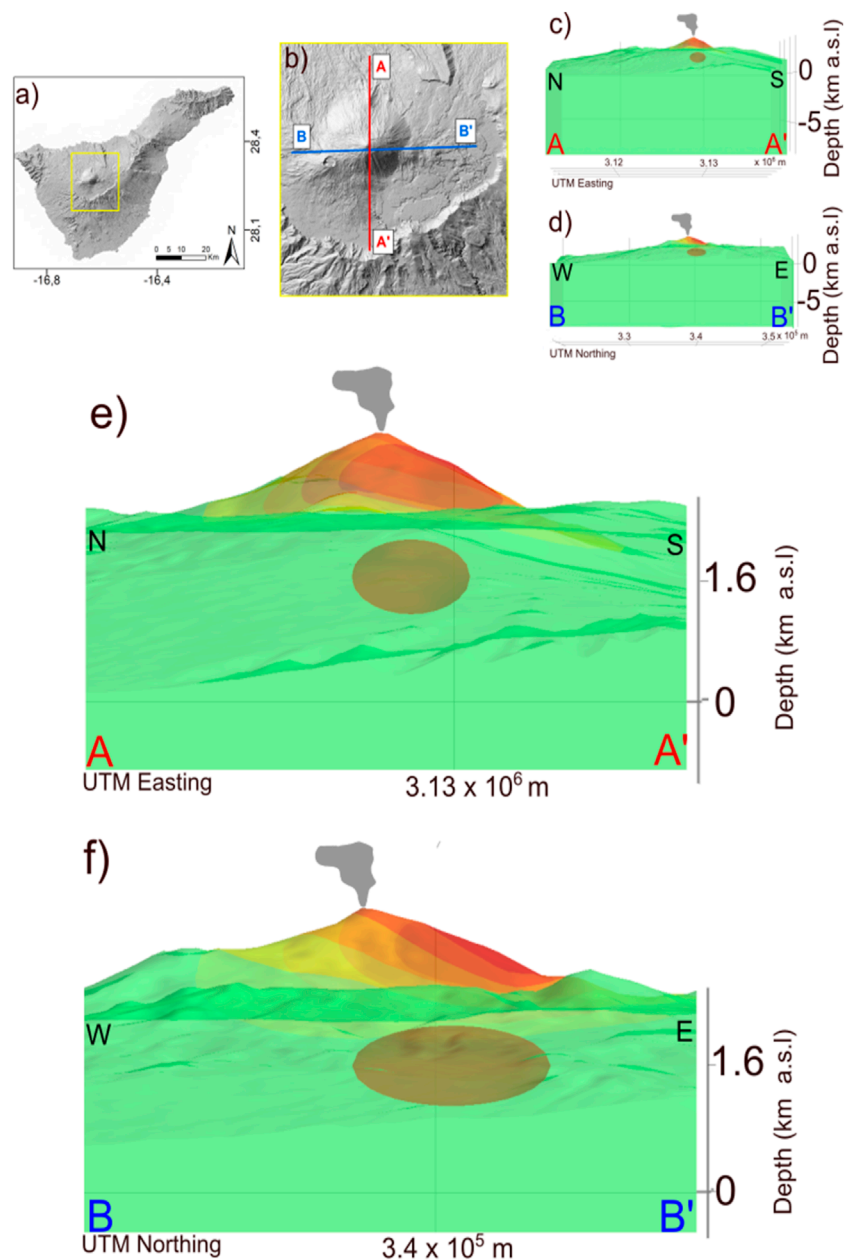 a)
28,4
28,1
N
0 5 10 20
Km
-16,8 -16,4
b)
A
B B'
A'
c)
N S
0
-5
A A'
3.12 3.13 x 10⁶ m
UTM Easting
Depth (km a.s.l)
d)
W E
0
-5
B B'
3.3 3.4 3.5 x 10⁵ m
UTM Northing
Depth (km a.s.l)
e)
N S
1.6
0
Depth (km a.s.l)
A A'
UTM Easting 3.13 x 10⁶ m
f)
W E
1.6
0
Depth (km a.s.l)
B B'
UTM Northing 3.4 x 10⁵ m